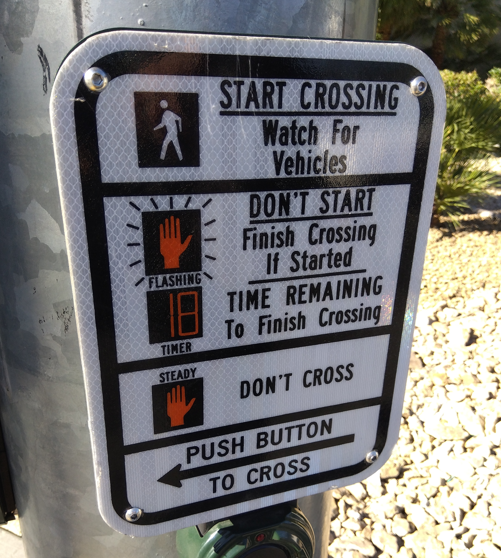 START CROSSING
Watch For
Vehicles
DON'T START
Finish Crossing
If Started
FLASHING
18
TIME REMAINING
To Finish Crossing
TIMER
STEADY
DON'T CROSS
PUSH BUTTON
TO CROSS